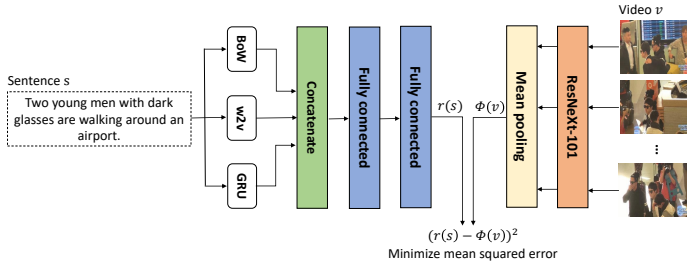 Sentence s
Two young men with dark
glasses are walking around an
airport.
BoW
w2v
GRU
Concatenate
Fully connected
Fully connected
r(s)
Φ(v)
Mean pooling
ResNeXt-101
Video v
...
(r(s) − Φ(v))²
Minimize mean squared error